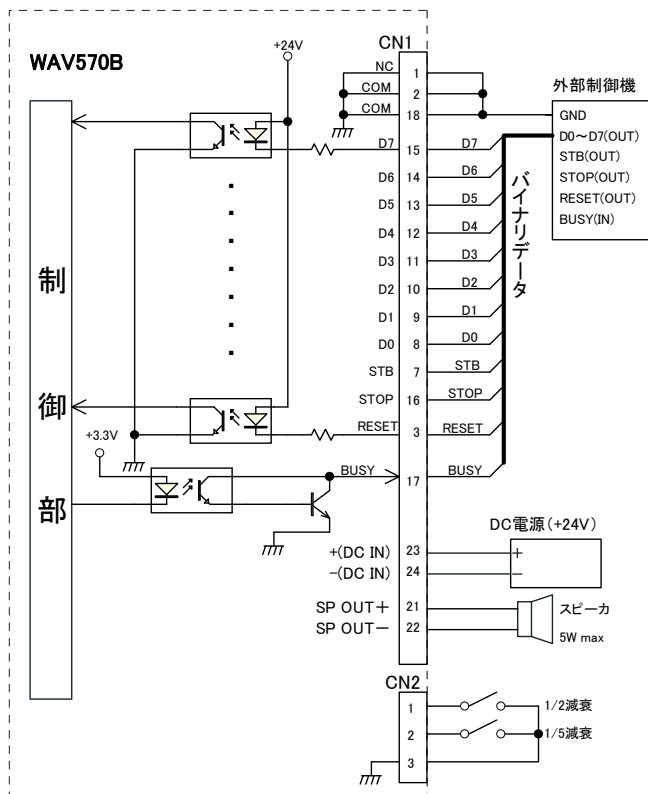 WAV570B
+24V
CN1
NC
1
COM
2
COM
18
D7
15
D7
D6
14
D6
D5
13
D5
D4
12
D4
D3
11
D3
D2
10
D2
D1
9
D1
D0
8
D0
STB
7
STB
STOP
16
STOP
RESET
3
RESET
BUSY
17
BUSY
バイナリデータ
外部制御機
GND
D0～D7(OUT)
STB(OUT)
STOP(OUT)
RESET(OUT)
BUSY(IN)
制御部
+3.3V
+(DC IN)
23
-(DC IN)
24
DC電源(+24V)
+
－
SP OUT＋
21
SP OUT－
22
スピーカ
5W max
CN2
1
1/2減衰
2
1/5減衰
3